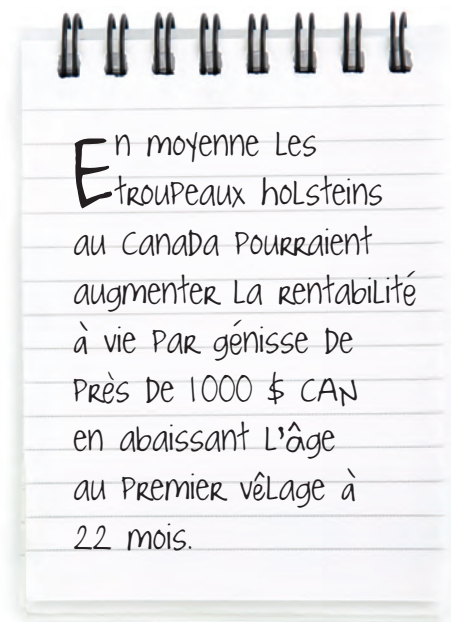 En moyenne les
troupeaux holsteins
au Canada pourraient
augmenter la rentabilité
à vie par génisse de
près de 1000 $ CAN
en abaissant l'âge
au premier vêlage à
22 mois.